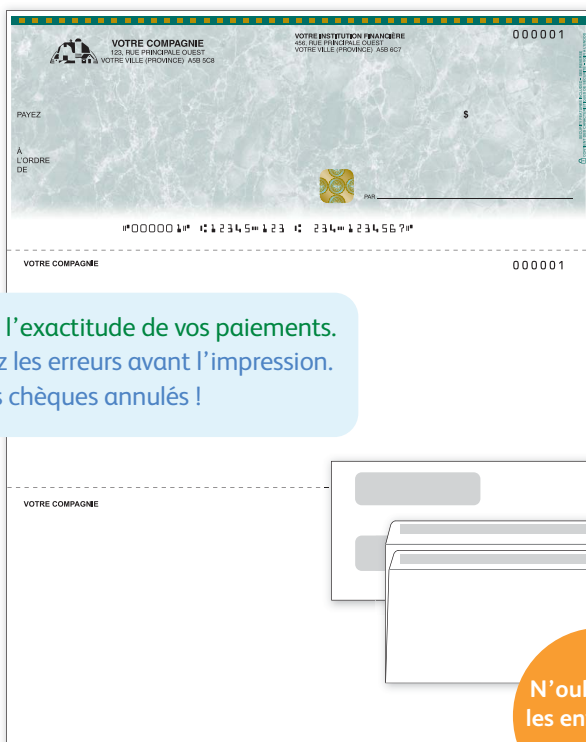 VOTRE COMPAGNIE
123, RUE PRINCIPALE OUEST
VOTRE VILLE (PROVINCE) A5B 5C8
VOTRE INSTITUTION FINANCIÈRE
456, RUE PRINCIPALE OUEST
VOTRE VILLE (PROVINCE) A5B 6C7
000001
PAYEZ
$
À
L'ORDRE
DE
PAR
⑈000001⑈ ⑆12345⑉123⑆ 234⑉1234567⑈
VOTRE COMPAGNIE
000001
l'exactitude de vos paiements.
les erreurs avant l'impression.
chèques annulés !
VOTRE COMPAGNIE
N'oul
les en